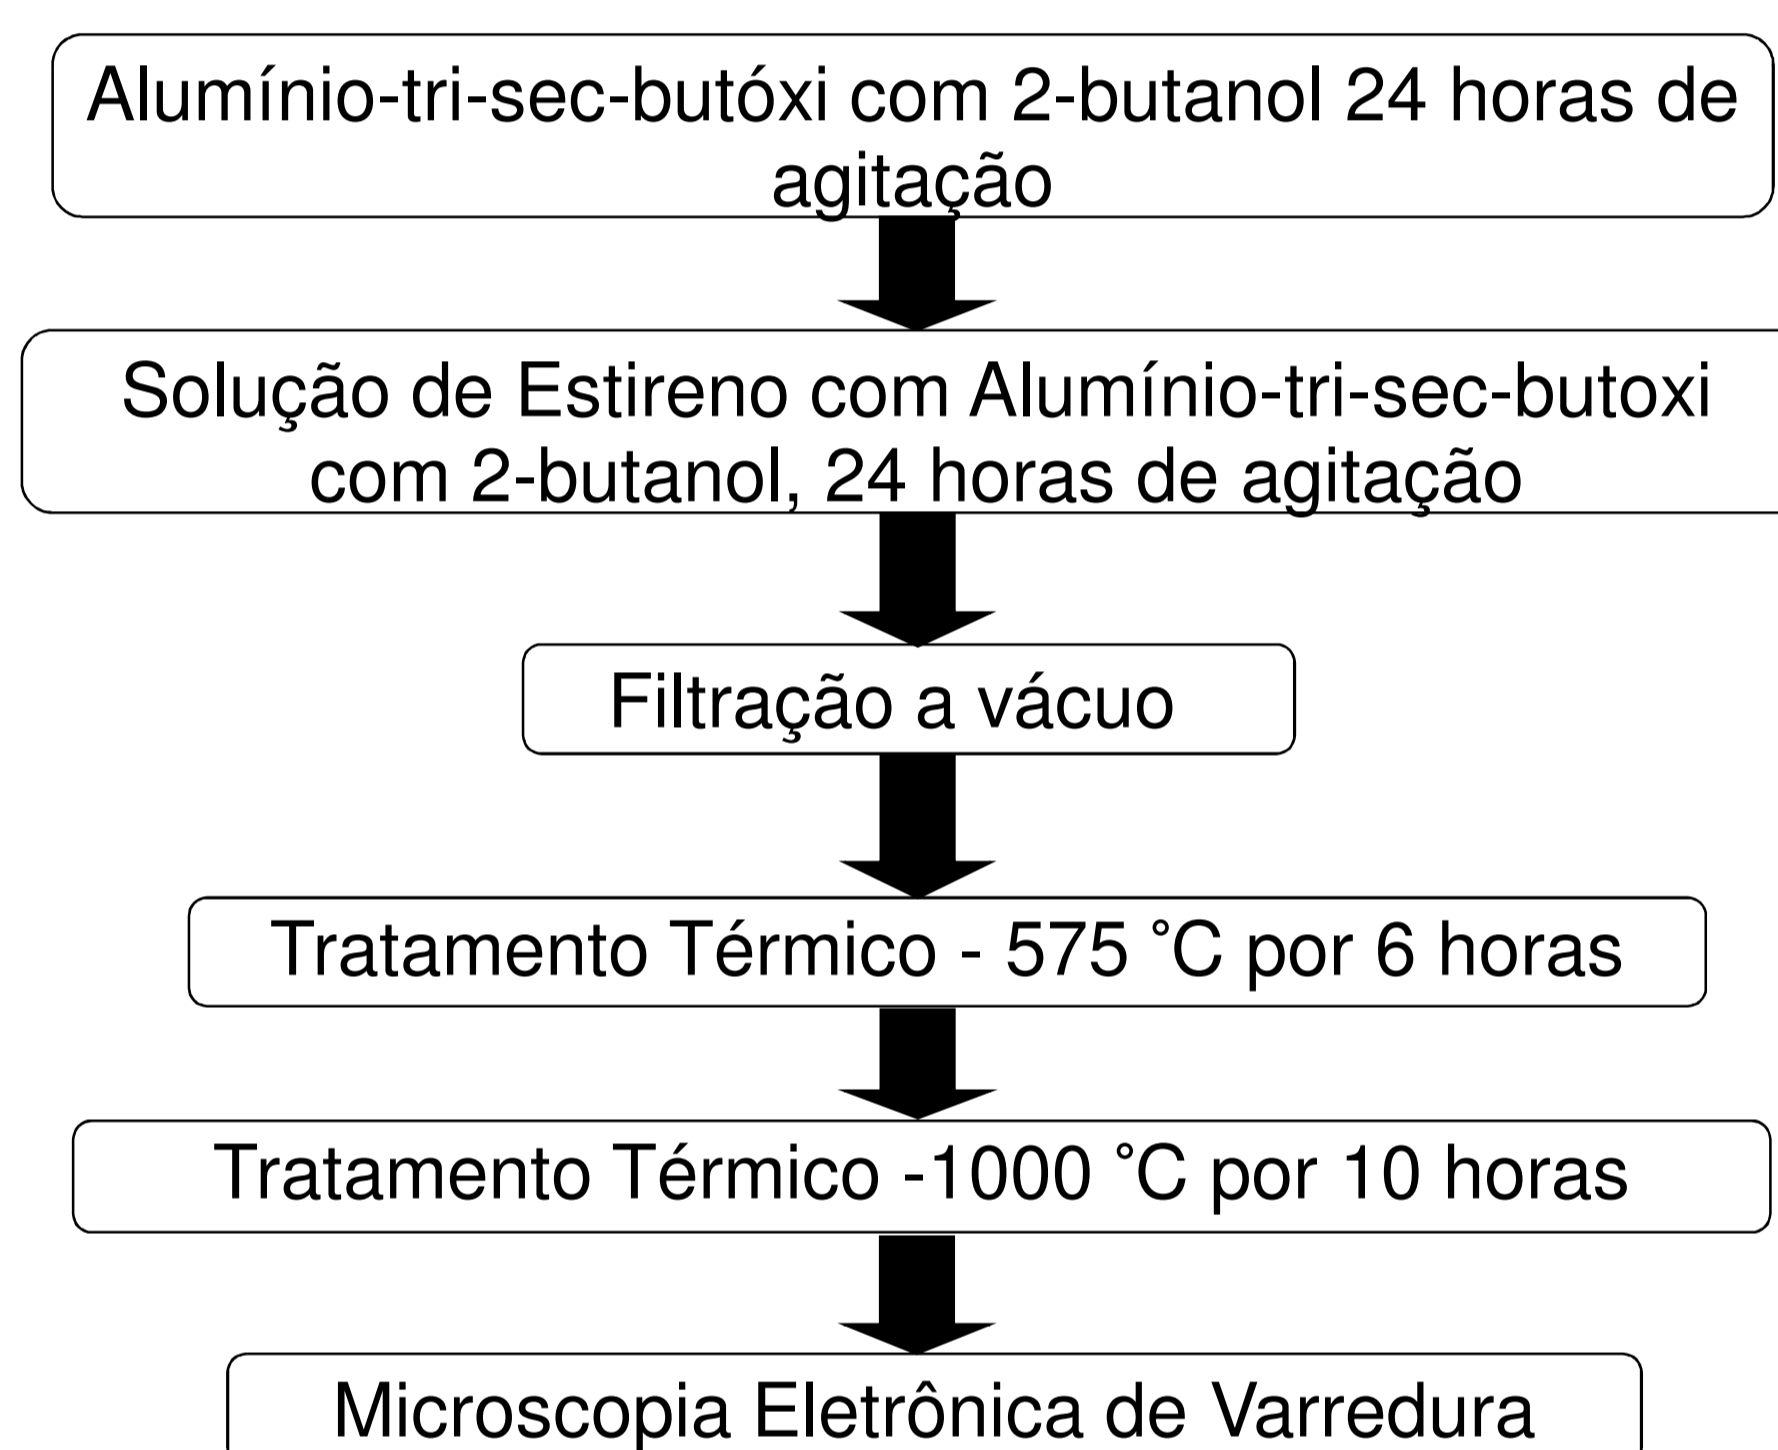 Alumínio-tri-sec-butóxi com 2-butanol 24 horas de
agitação
Solução de Estireno com Alumínio-tri-sec-butoxi
com 2-butanol, 24 horas de agitação
Filtração a vácuo
Tratamento Térmico - 575 °C por 6 horas
Tratamento Térmico -1000 °C por 10 horas
Microscopia Eletrônica de Varredura